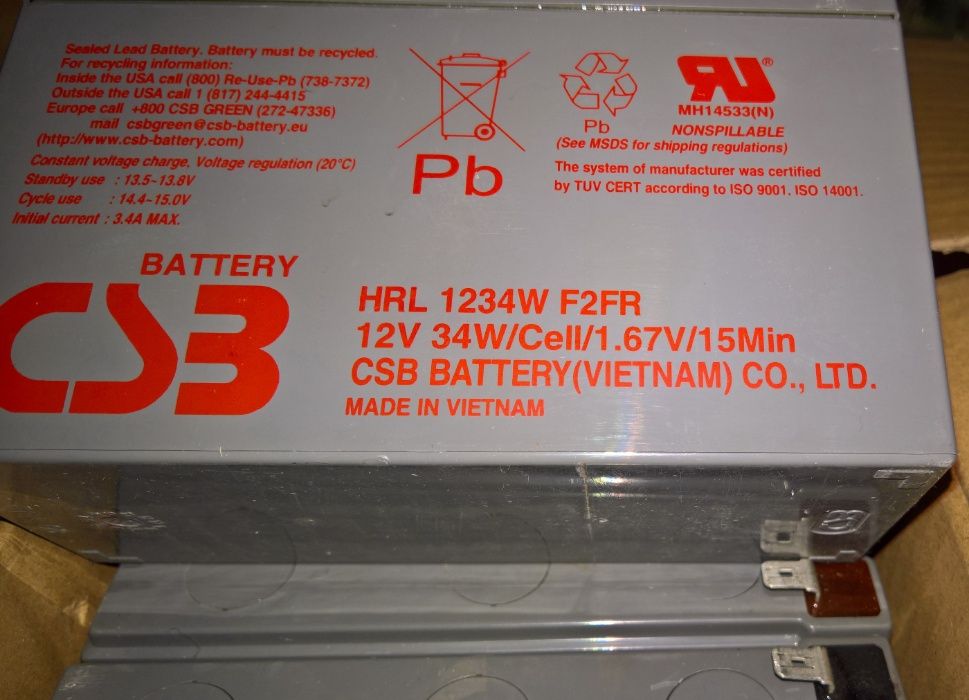 Sealed Lead Battery. Battery must be recycled.
For recycling information:
Inside the USA call (800) Re-Use-Pb (738-7372)
Outside the USA call 1 (817) 244-4415
Europe call +800 CSB GREEN (272-47336)
mail csbgreen@csb-battery.eu
(http://www.csb-battery.com)
Constant voltage charge, Voltage regulation (20°C)
Standby use : 13.5~13.8V
Cycle use : 14.4~15.0V
Initial current : 3.4A MAX.
Pb
Pb
RU®
MH14533(N)
NONSPILLABLE
(See MSDS for shipping regulations)
The system of manufacturer was certified
by TUV CERT according to ISO 9001. ISO 14001.
BATTERY
CSB
HRL 1234W F2FR
12V 34W/Cell/1.67V/15Min
CSB BATTERY(VIETNAM) CO., LTD.
MADE IN VIETNAM